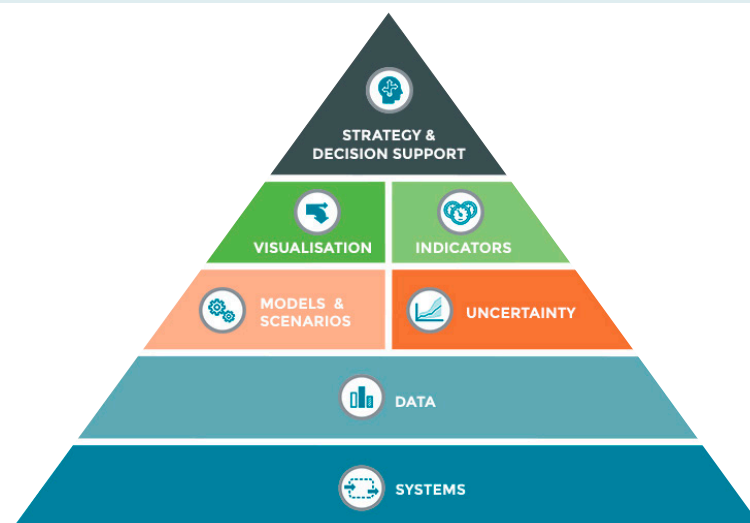 STRATEGY &
DECISION SUPPORT
VISUALISATION
INDICATORS
MODELS &
SCENARIOS
UNCERTAINTY
DATA
SYSTEMS